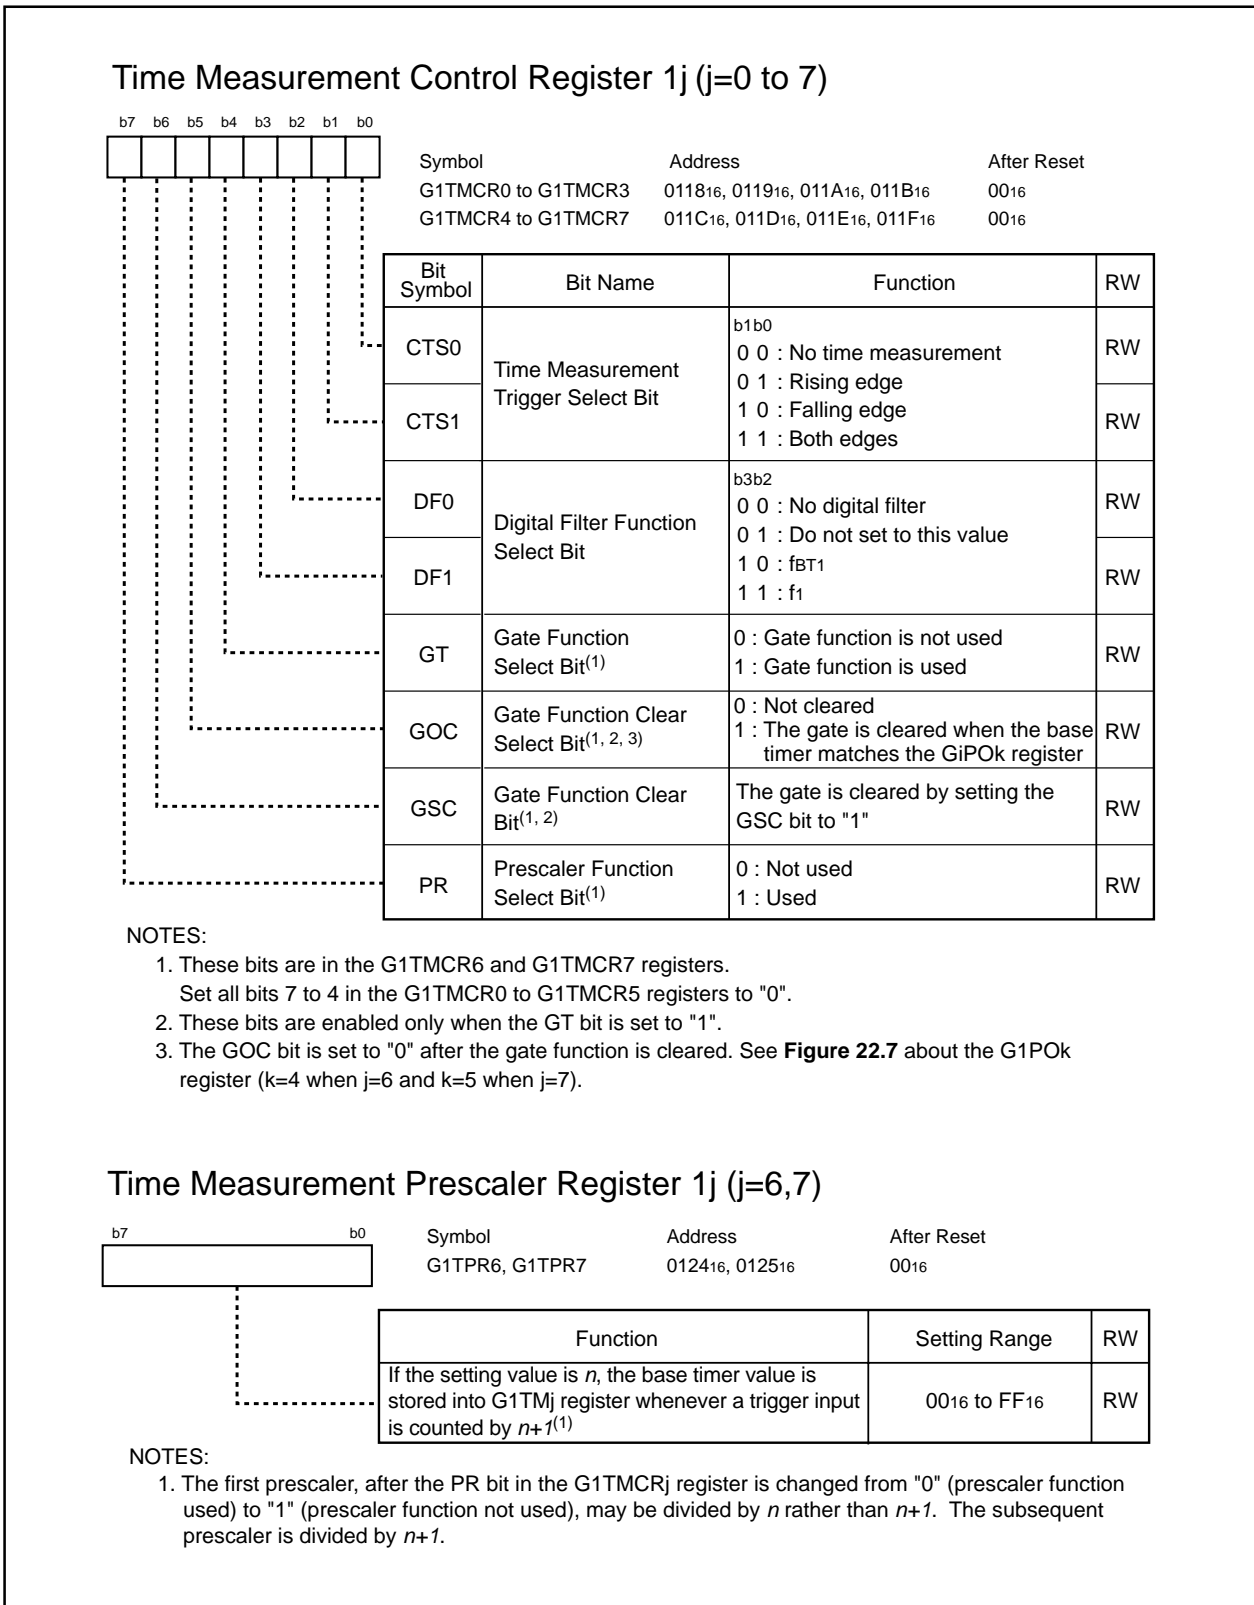 Time Measurement Control Register 1j (j=0 to 7)
b7 b6 b5 b4 b3 b2 b1 b0
Symbol Address After Reset
G1TMCR0 to G1TMCR3 011816, 011916, 011A16, 011B16 0016
G1TMCR4 to G1TMCR7 011C16, 011D16, 011E16, 011F16 0016
Bit Symbol Bit Name Function RW
CTS0 RW
CTS1 RW
Time Measurement
Trigger Select Bit
b1b0
0 0 : No time measurement
0 1 : Rising edge
1 0 : Falling edge
1 1 : Both edges
DF0 RW
DF1 RW
Digital Filter Function
Select Bit
b3b2
0 0 : No digital filter
0 1 : Do not set to this value
1 0 : fBT1
1 1 : f1
GT RW
Gate Function
Select Bit(1)
0 : Gate function is not used
1 : Gate function is used
GOC RW
Gate Function Clear
Select Bit(1, 2, 3)
0 : Not cleared
1 : The gate is cleared when the base
timer matches the GiPOk register
GSC RW
Gate Function Clear
Bit(1, 2)
The gate is cleared by setting the
GSC bit to "1"
PR RW
Prescaler Function
Select Bit(1)
0 : Not used
1 : Used
NOTES:
1. These bits are in the G1TMCR6 and G1TMCR7 registers.
Set all bits 7 to 4 in the G1TMCR0 to G1TMCR5 registers to "0".
2. These bits are enabled only when the GT bit is set to "1".
3. The GOC bit is set to "0" after the gate function is cleared. See Figure 22.7 about the G1POk
register (k=4 when j=6 and k=5 when j=7).
Time Measurement Prescaler Register 1j (j=6,7)
b7 b0
Symbol Address After Reset
G1TPR6, G1TPR7 012416, 012516 0016
Function Setting Range RW
If the setting value is n, the base timer value is
stored into G1TMj register whenever a trigger input
is counted by n+1(1)
0016 to FF16 RW
NOTES:
1. The first prescaler, after the PR bit in the G1TMCRj register is changed from "0" (prescaler function
used) to "1" (prescaler function not used), may be divided by n rather than n+1. The subsequent
prescaler is divided by n+1.